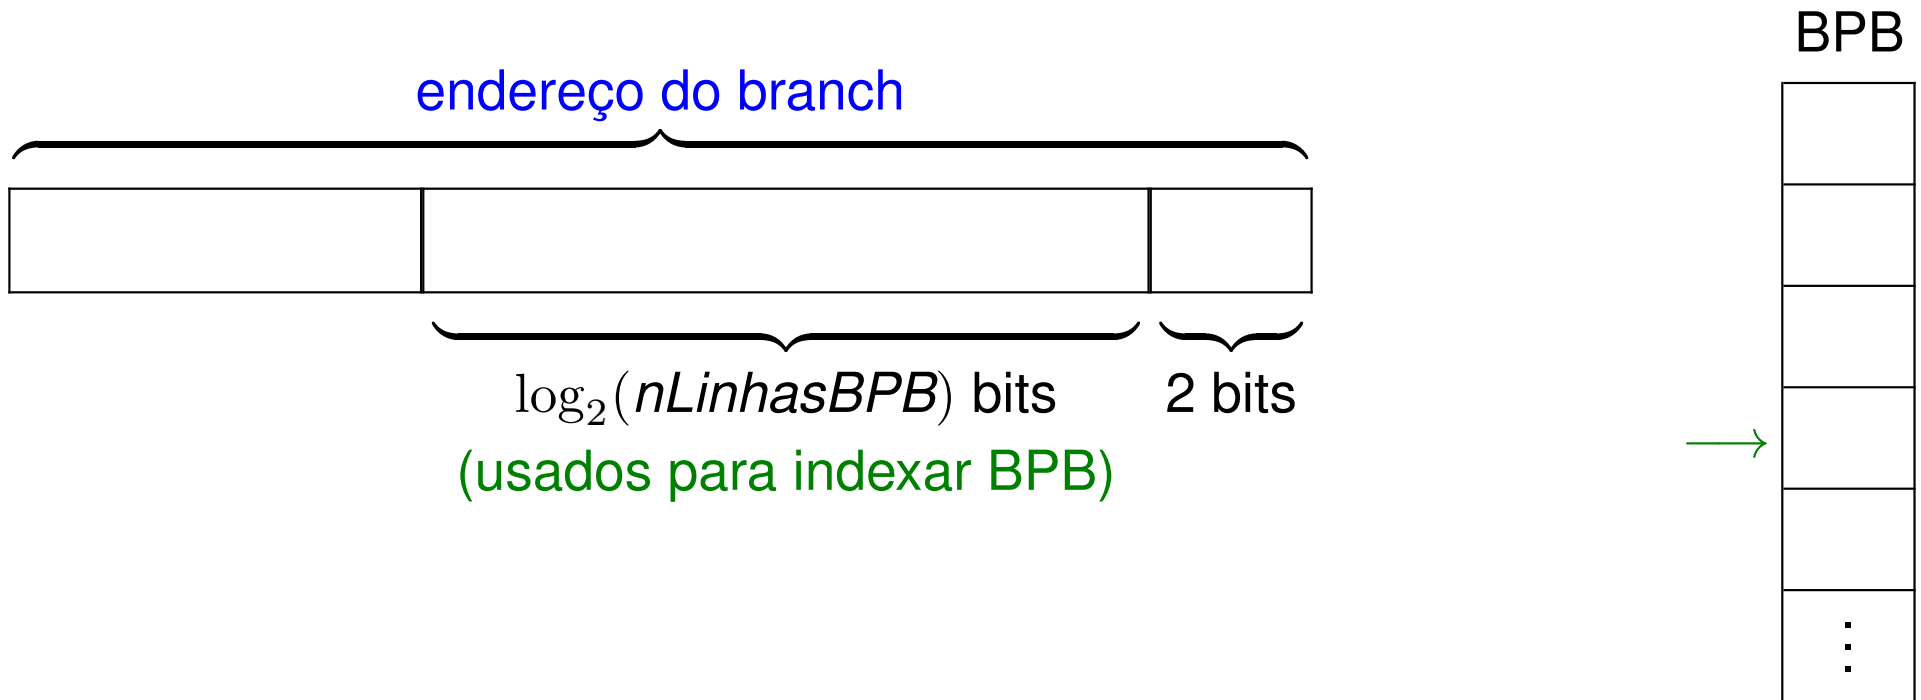 BPB
endereço do branch
log₂(nLinhasBPB) bits
2 bits
(usados para indexar BPB)
→
⋮